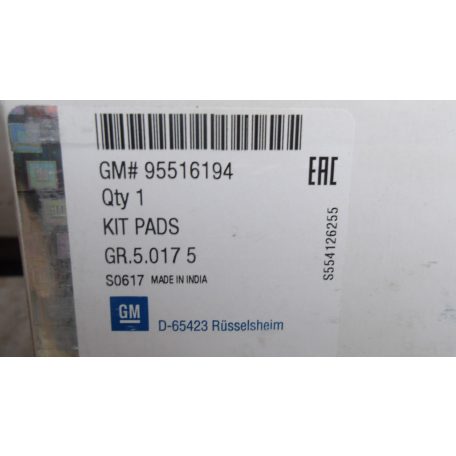 GM# 95516194
EAC
Qty 1
KIT PADS
GR.5.017 5
S0617 MADE IN INDIA
S554126255
GM
D-65423 Rüsselsheim